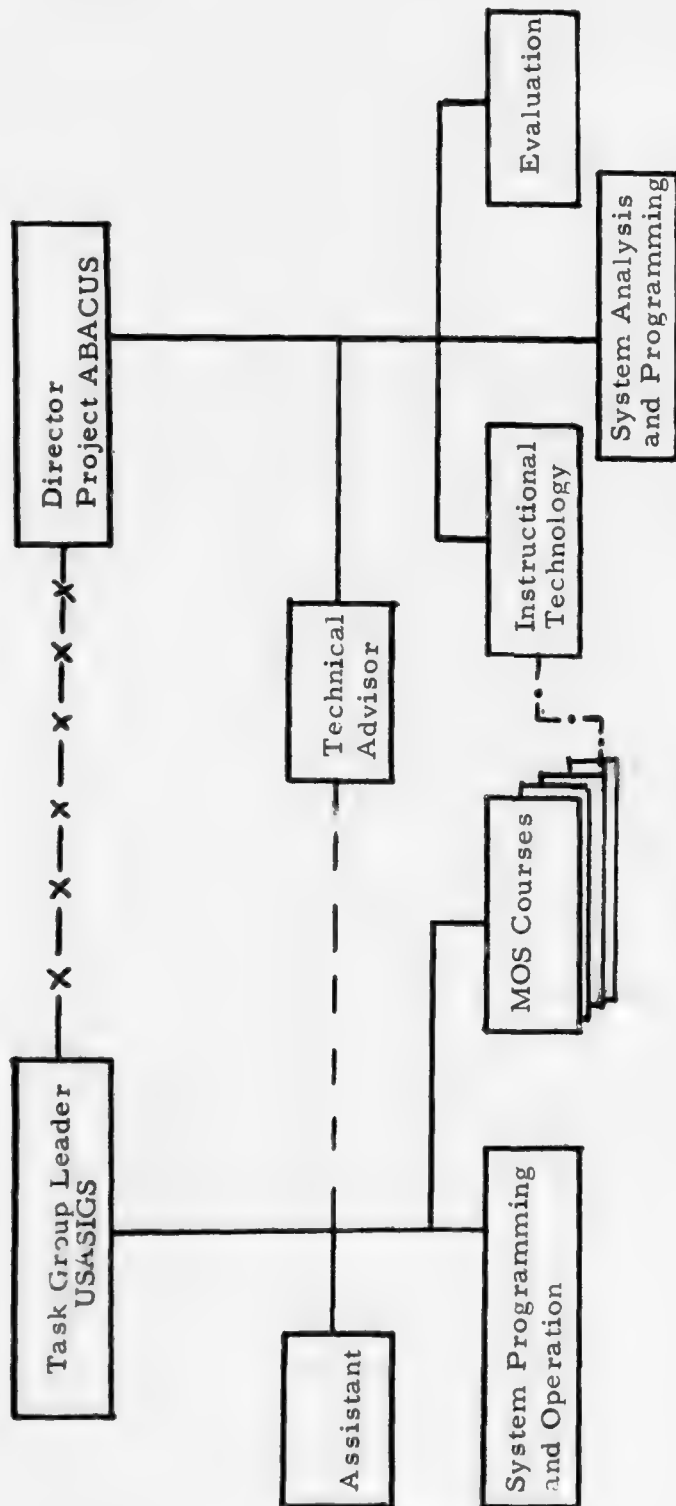 Task Group Leader
USASIGS
Director
Project ABACUS
Assistant
Technical
Advisor
System Programming
and Operation
MOS Courses
Instructional
Technology
System Analysis
and Programming
Evaluation